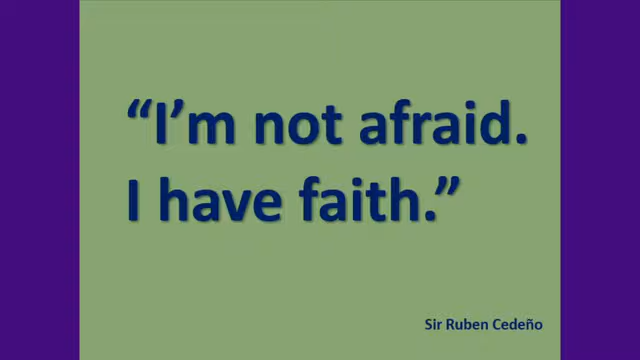 “I’m not afraid.
I have faith.”
Sir Ruben Cedeño